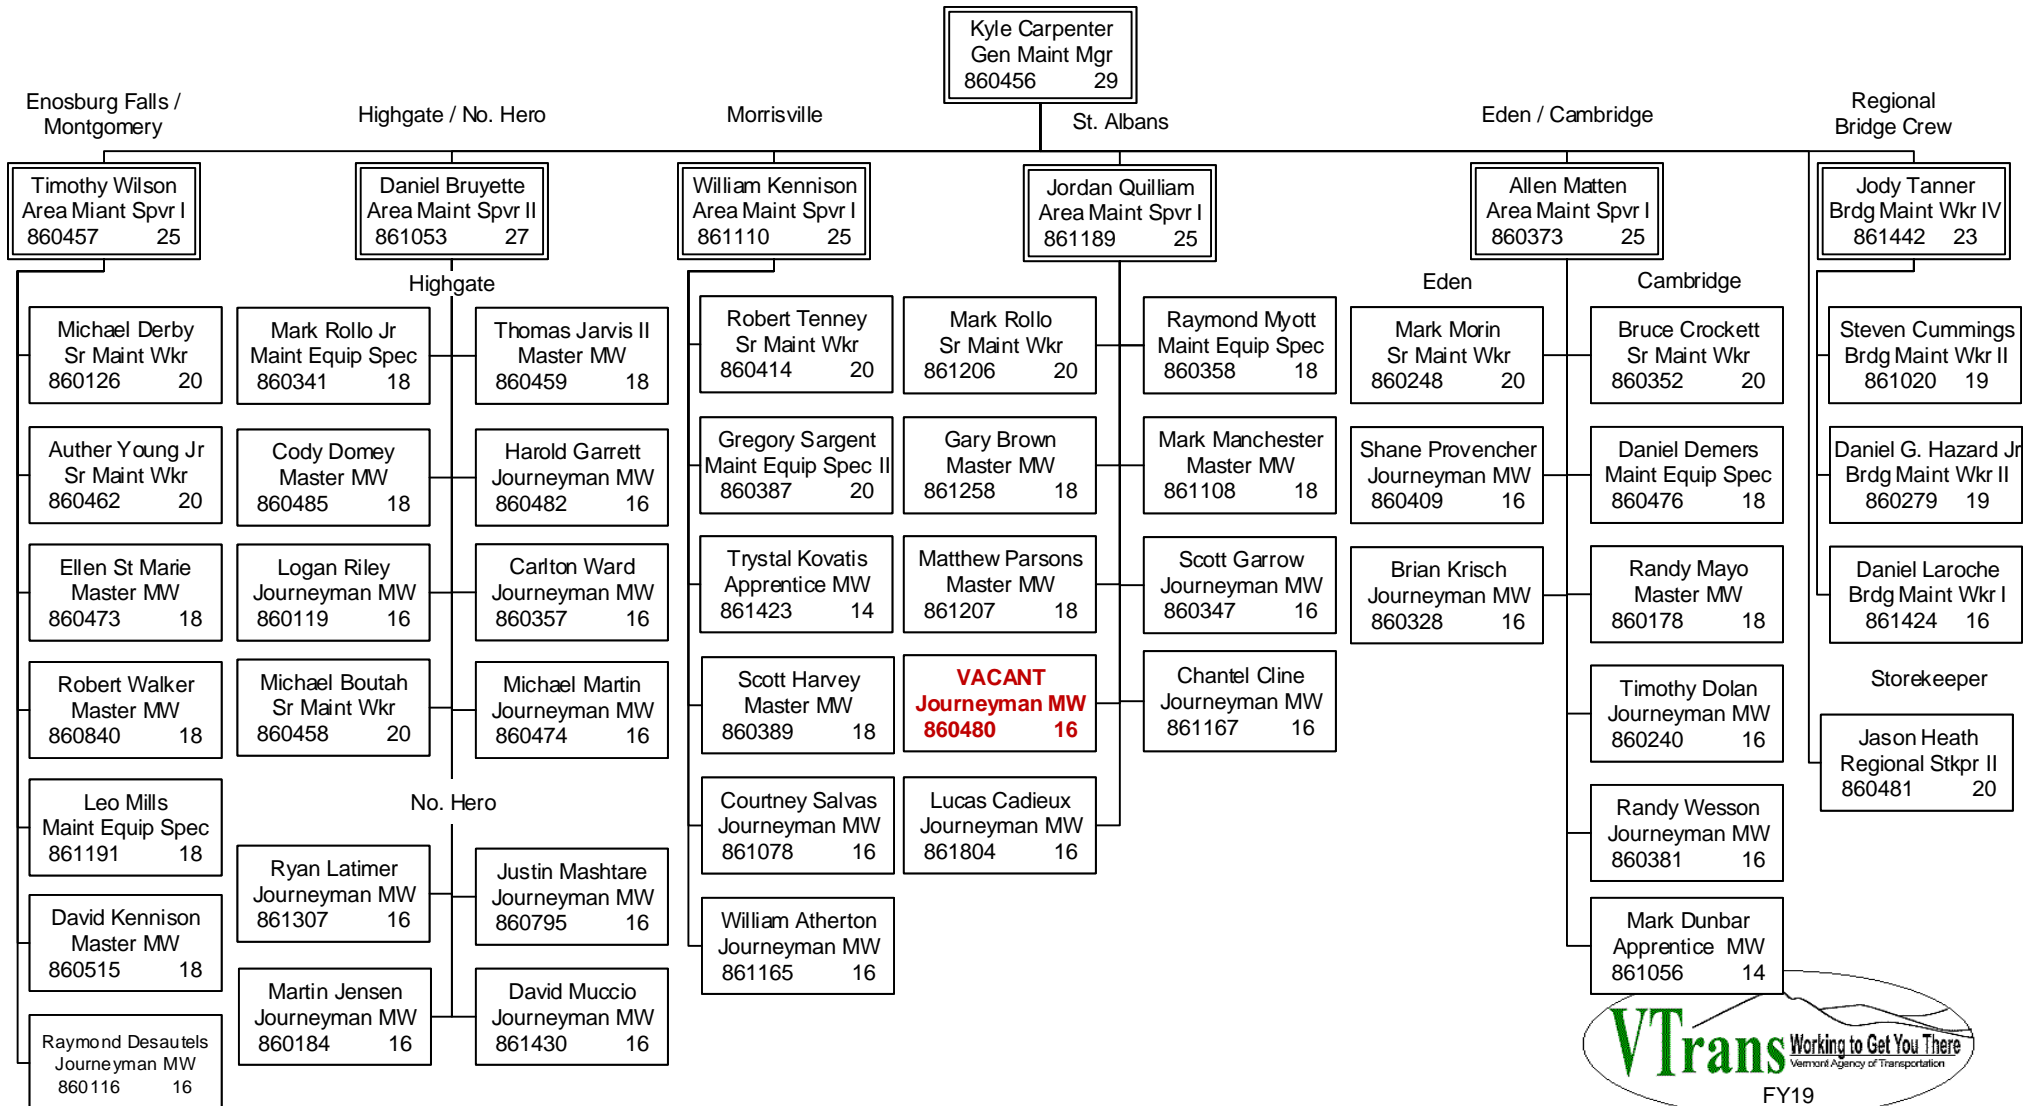 Kyle Carpenter
Gen Maint Mgr
860456 29
Enosburg Falls /
Montgomery
Highgate / No. Hero
Morrisville
St. Albans
Eden / Cambridge
Regional
Bridge Crew
Timothy Wilson
Area Miant Spvr I
860457 25
Daniel Bruyette
Area Maint Spvr II
861053 27
William Kennison
Area Maint Spvr I
861110 25
Jordan Quilliam
Area Maint Spvr I
861189 25
Allen Matten
Area Maint Spvr I
860373 25
Jody Tanner
Brdg Maint Wkr IV
861442 23
Michael Derby
Sr Maint Wkr
860126 20
Auther Young Jr
Sr Maint Wkr
860462 20
Ellen St Marie
Master MW
860473 18
Robert Walker
Master MW
860840 18
Leo Mills
Maint Equip Spec
861191 18
David Kennison
Master MW
860515 18
Raymond Desautels
Journeyman MW
860116 16
Highgate
Mark Rollo Jr
Maint Equip Spec
860341 18
Thomas Jarvis II
Master MW
860459 18
Cody Domey
Master MW
860485 18
Harold Garrett
Journeyman MW
860482 16
Logan Riley
Journeyman MW
860119 16
Carlton Ward
Journeyman MW
860357 16
Michael Boutah
Sr Maint Wkr
860458 20
Michael Martin
Journeyman MW
860474 16
No. Hero
Ryan Latimer
Journeyman MW
861307 16
Justin Mashtare
Journeyman MW
860795 16
Martin Jensen
Journeyman MW
860184 16
David Muccio
Journeyman MW
861430 16
Robert Tenney
Sr Maint Wkr
860414 20
Gregory Sargent
Maint Equip Spec II
860387 20
Trystal Kovatis
Apprentice MW
861423 14
Scott Harvey
Master MW
860389 18
Courtney Salvas
Journeyman MW
861078 16
William Atherton
Journeyman MW
861165 16
Mark Rollo
Sr Maint Wkr
861206 20
Raymond Myott
Maint Equip Spec
860358 18
Gary Brown
Master MW
861258 18
Mark Manchester
Master MW
861108 18
Matthew Parsons
Master MW
861207 18
Scott Garrow
Journeyman MW
860347 16
VACANT
Journeyman MW
860480 16
Chantel Cline
Journeyman MW
861167 16
Lucas Cadieux
Journeyman MW
861804 16
Eden
Mark Morin
Sr Maint Wkr
860248 20
Shane Provencher
Journeyman MW
860409 16
Brian Krisch
Journeyman MW
860328 16
Cambridge
Bruce Crockett
Sr Maint Wkr
860352 20
Daniel Demers
Maint Equip Spec
860476 18
Randy Mayo
Master MW
860178 18
Timothy Dolan
Journeyman MW
860240 16
Randy Wesson
Journeyman MW
860381 16
Mark Dunbar
Apprentice MW
861056 14
Steven Cummings
Brdg Maint Wkr II
861020 19
Daniel G. Hazard Jr
Brdg Maint Wkr II
860279 19
Daniel Laroche
Brdg Maint Wkr I
861424 16
Storekeeper
Jason Heath
Regional Stkpr II
860481 20
VTrans Working to Get You There
Vermont Agency of Transportation
FY19